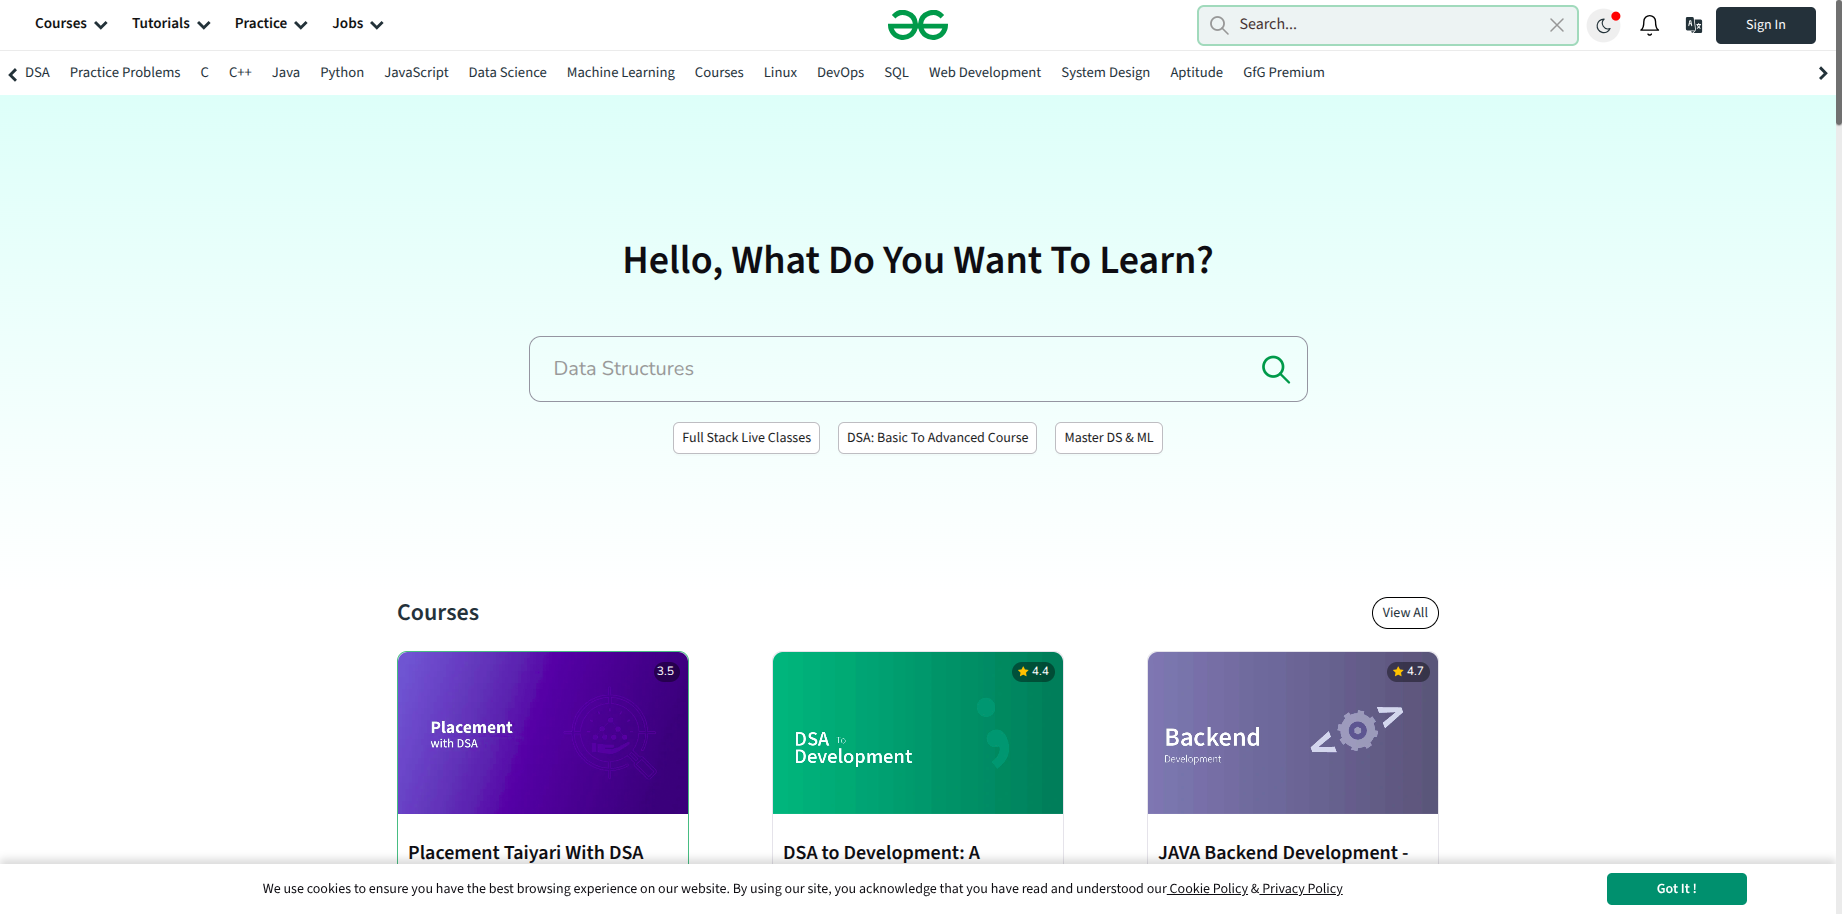 Courses Tutorials Practice Jobs Search... Sign In
DSA Practice Problems C C++ Java Python JavaScript Data Science Machine Learning Courses Linux DevOps SQL Web Development System Design Aptitude GfG Premium
Hello, What Do You Want To Learn?
Data Structures
Full Stack Live Classes DSA: Basic To Advanced Course Master DS & ML
Courses View All
3.5
Placement
with DSA
4.4
DSA To
Development
4.7
Backend
Development
Placement Taiyari With DSA
DSA to Development: A
JAVA Backend Development -
We use cookies to ensure you have the best browsing experience on our website. By using our site, you acknowledge that you have read and understood our Cookie Policy & Privacy Policy
Got It !